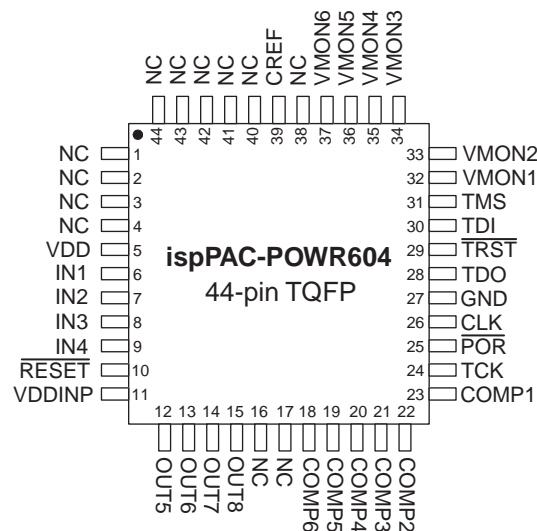 NC
NC
NC
NC
NC
CREF
NC
VMON6
VMON5
VMON4
VMON3
44
43
42
41
40
39
38
37
36
35
34
NC 1
NC 2
NC 3
NC 4
VDD 5
IN1 6
IN2 7
IN3 8
IN4 9
RESET 10
VDDINP 11
ispPAC-POWR604
44-pin TQFP
33 VMON2
32 VMON1
31 TMS
30 TDI
29 TRST
28 TDO
27 GND
26 CLK
25 POR
24 TCK
23 COMP1
12
13
14
15
16
17
18
19
20
21
22
OUT5
OUT6
OUT7
OUT8
NC
NC
COMP6
COMP5
COMP4
COMP3
COMP2